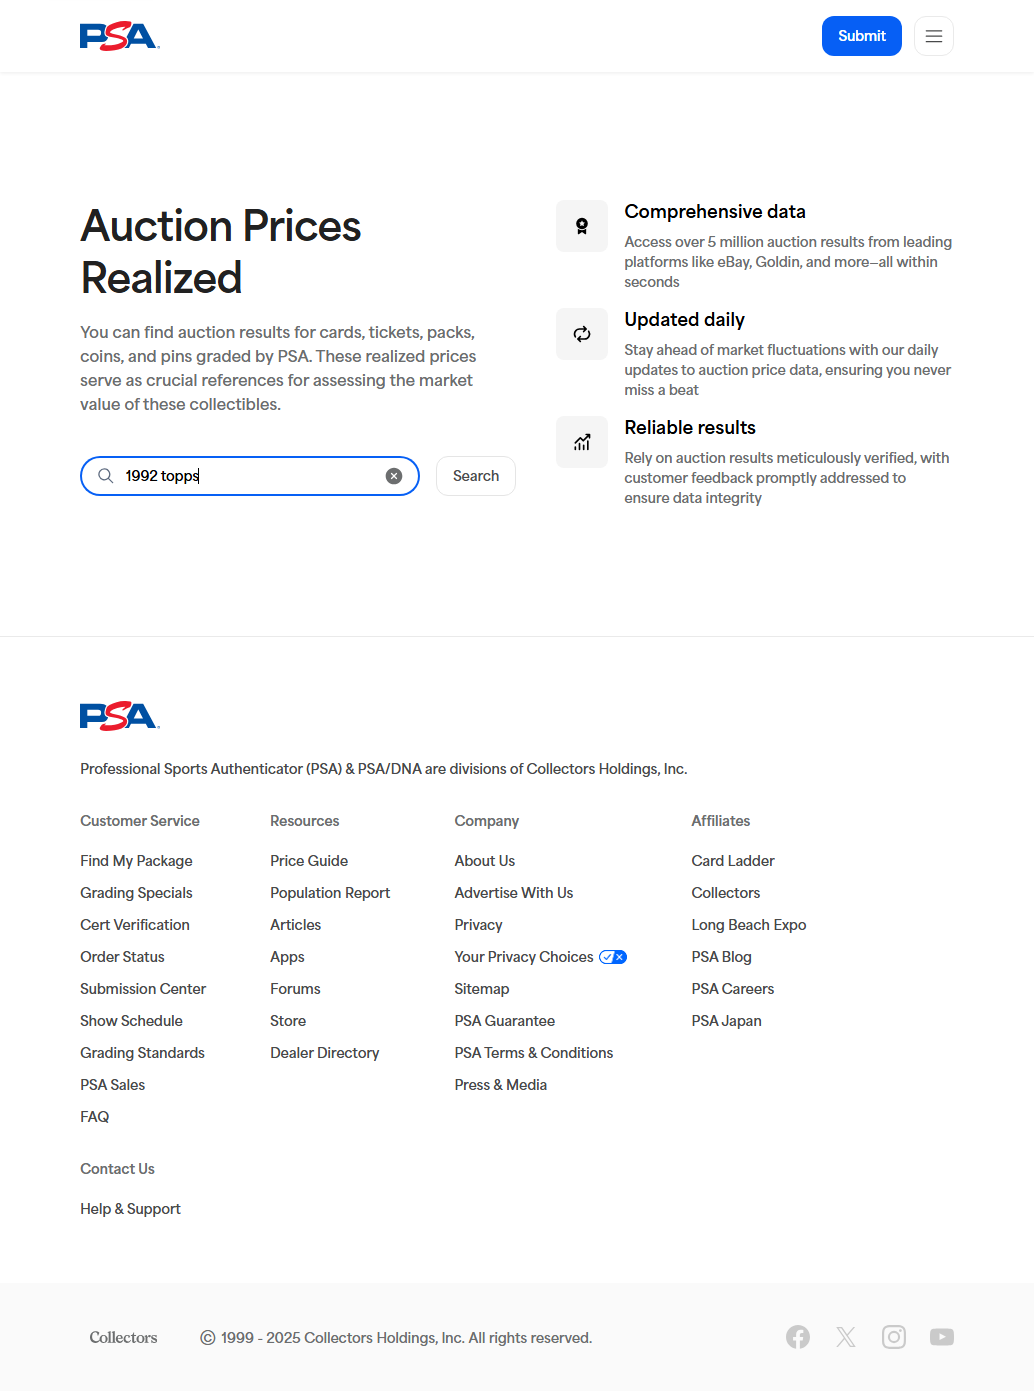 PSA
Submit
Auction Prices
Realized
You can find auction results for cards, tickets, packs,
coins, and pins graded by PSA. These realized prices
serve as crucial references for assessing the market
value of these collectibles.
1992 topps
Search
Comprehensive data
Access over 5 million auction results from leading
platforms like eBay, Goldin, and more—all within
seconds
Updated daily
Stay ahead of market fluctuations with our daily
updates to auction price data, ensuring you never
miss a beat
Reliable results
Rely on auction results meticulously verified, with
customer feedback promptly addressed to
ensure data integrity
PSA
Professional Sports Authenticator (PSA) & PSA/DNA are divisions of Collectors Holdings, Inc.
Customer Service
Find My Package
Grading Specials
Cert Verification
Order Status
Submission Center
Show Schedule
Grading Standards
PSA Sales
FAQ
Resources
Price Guide
Population Report
Articles
Apps
Forums
Store
Dealer Directory
Company
About Us
Advertise With Us
Privacy
Your Privacy Choices
Sitemap
PSA Guarantee
PSA Terms & Conditions
Press & Media
Affiliates
Card Ladder
Collectors
Long Beach Expo
PSA Blog
PSA Careers
PSA Japan
Contact Us
Help & Support
Collectors
© 1999 - 2025 Collectors Holdings, Inc. All rights reserved.